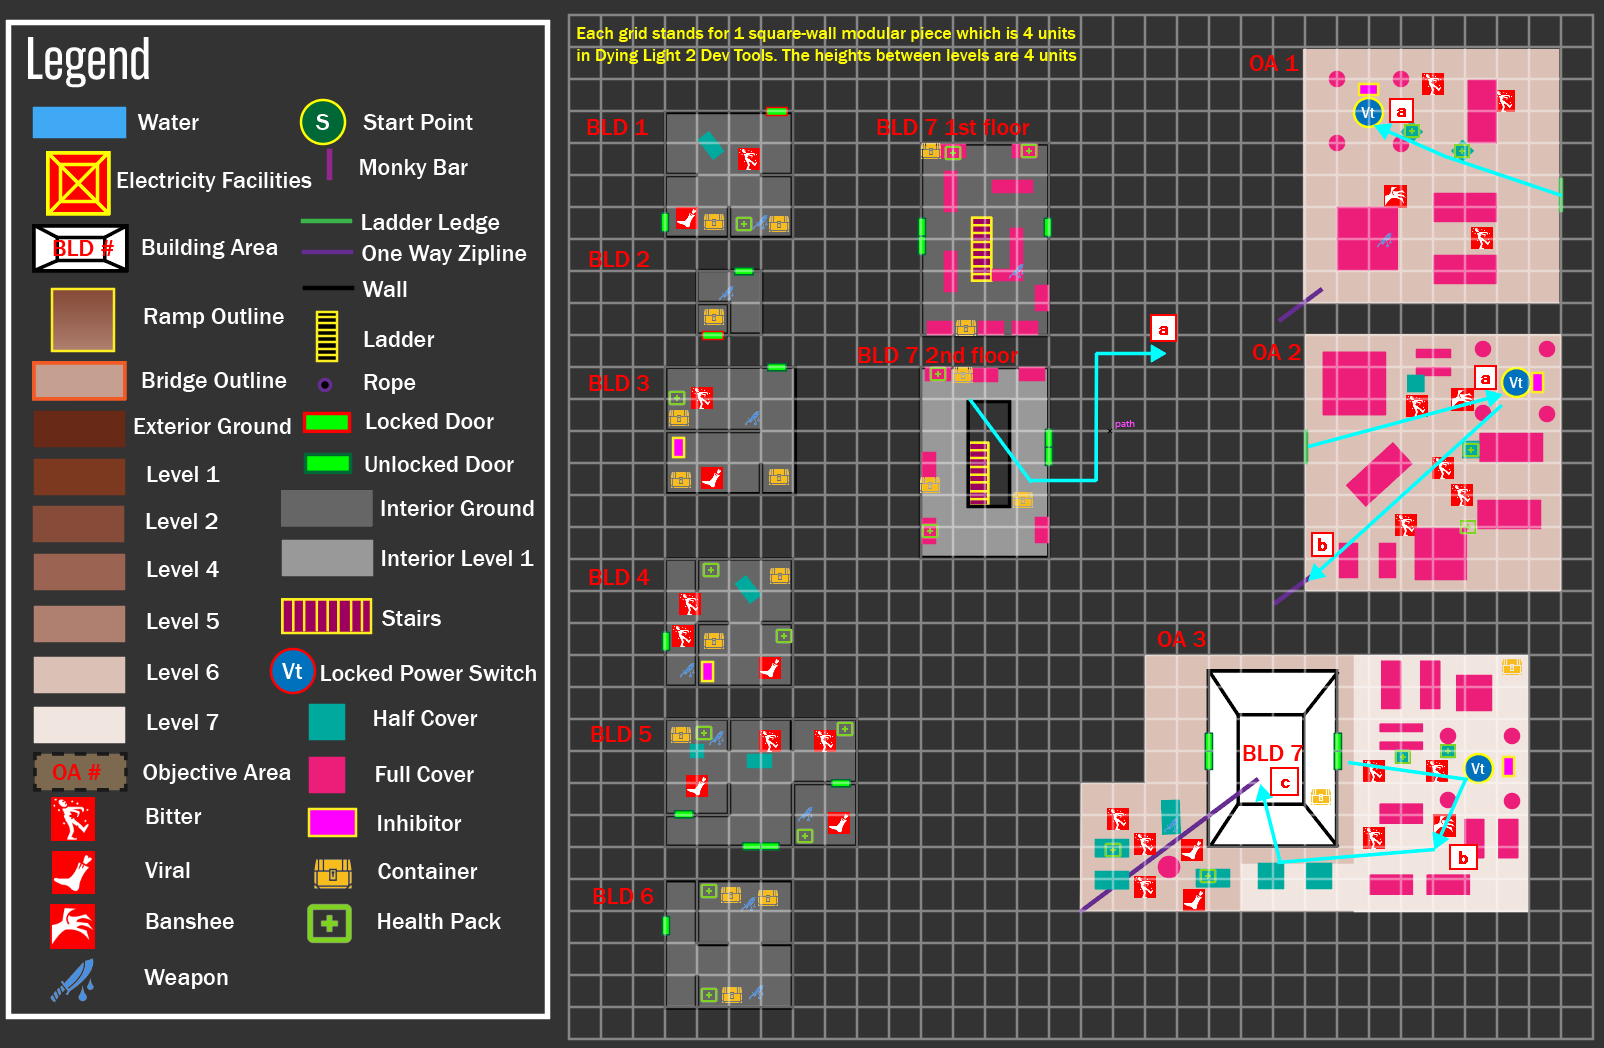 Legend
Water
Electricity Facilities
BLD #
Building Area
Ramp Outline
Bridge Outline
Exterior Ground
Level 1
Level 2
Level 4
Level 5
Level 6
Level 7
OA #
Objective Area
Bitter
Viral
Banshee
Weapon
S
Start Point
Monky Bar
Ladder Ledge
One Way Zipline
Wall
Ladder
Rope
Locked Door
Unlocked Door
Interior Ground
Interior Level 1
Stairs
Vt
Locked Power Switch
Half Cover
Full Cover
Inhibitor
Container
Health Pack
Each grid stands for 1 square-wall modular piece which is 4 units
in Dying Light 2 Dev Tools. The heights between levels are 4 units
BLD 1
BLD 2
BLD 3
BLD 4
BLD 5
BLD 6
BLD 7 1st floor
BLD 7 2nd floor
a
path
OA 1
Vt
a
OA 2
a
Vt
b
OA 3
BLD 7
c
Vt
b